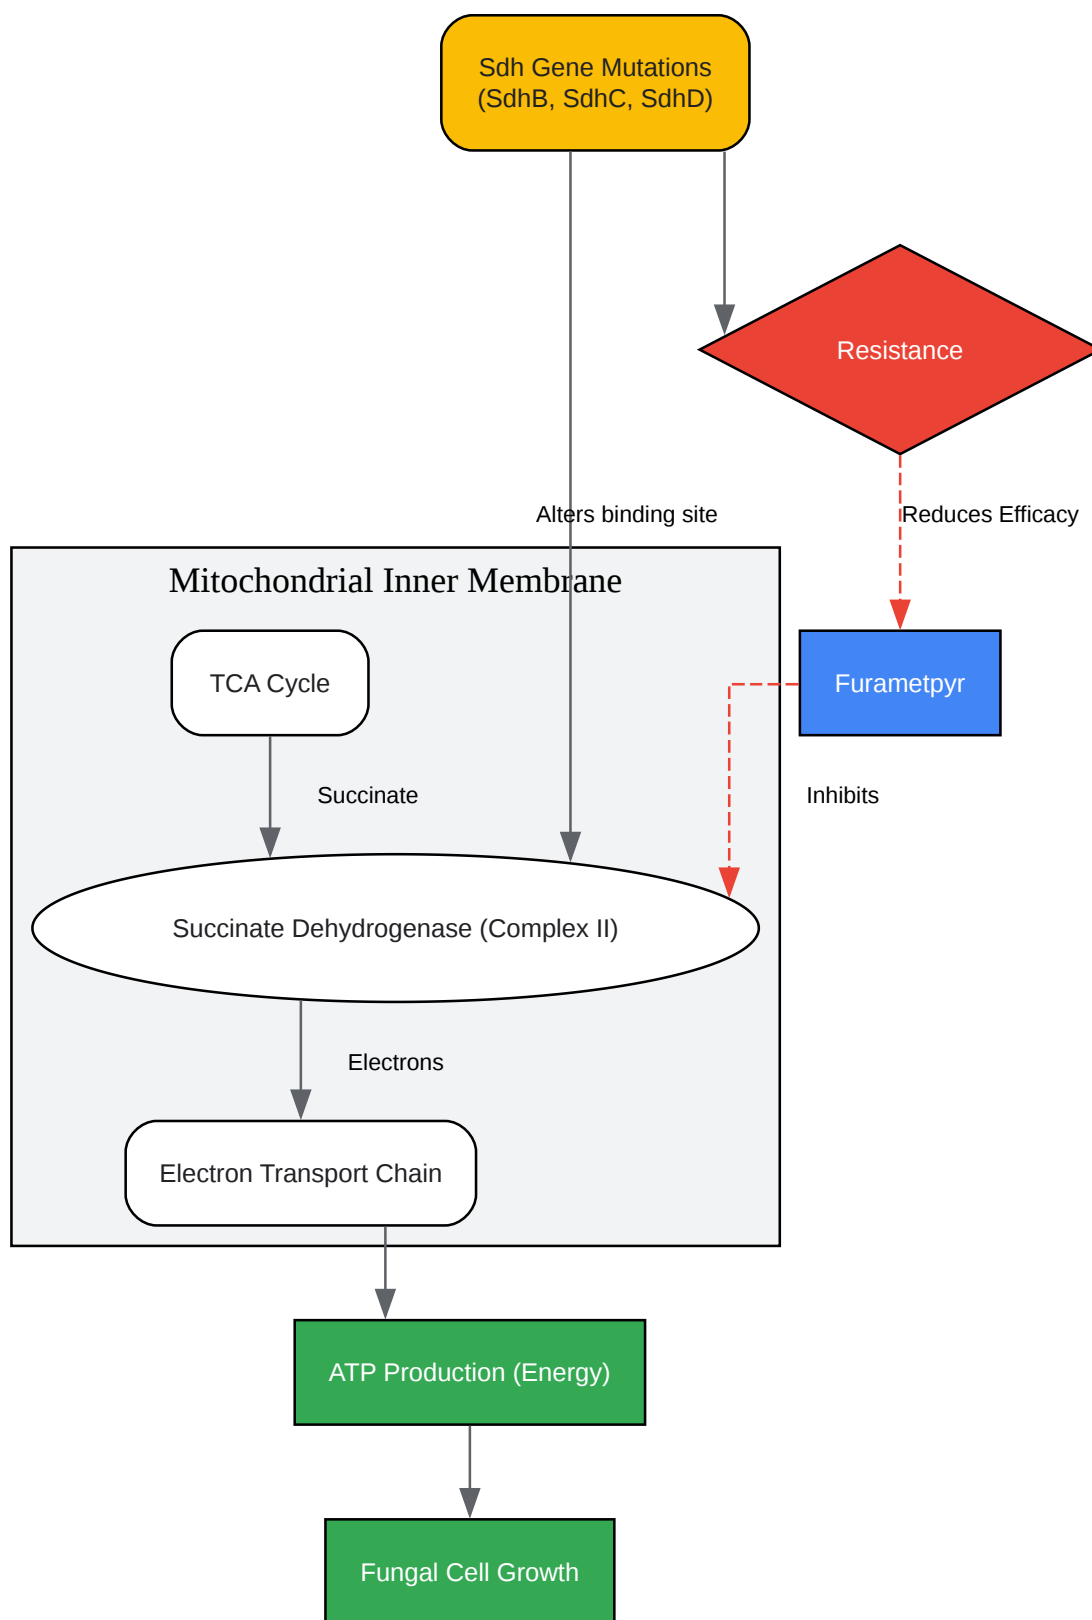 Sdh Gene Mutations
(SdhB, SdhC, SdhD)
Resistance
Alters binding site
Reduces Efficacy
Mitochondrial Inner Membrane
TCA Cycle
Furametpyr
Succinate
Inhibits
Succinate Dehydrogenase (Complex II)
Electrons
Electron Transport Chain
ATP Production (Energy)
Fungal Cell Growth